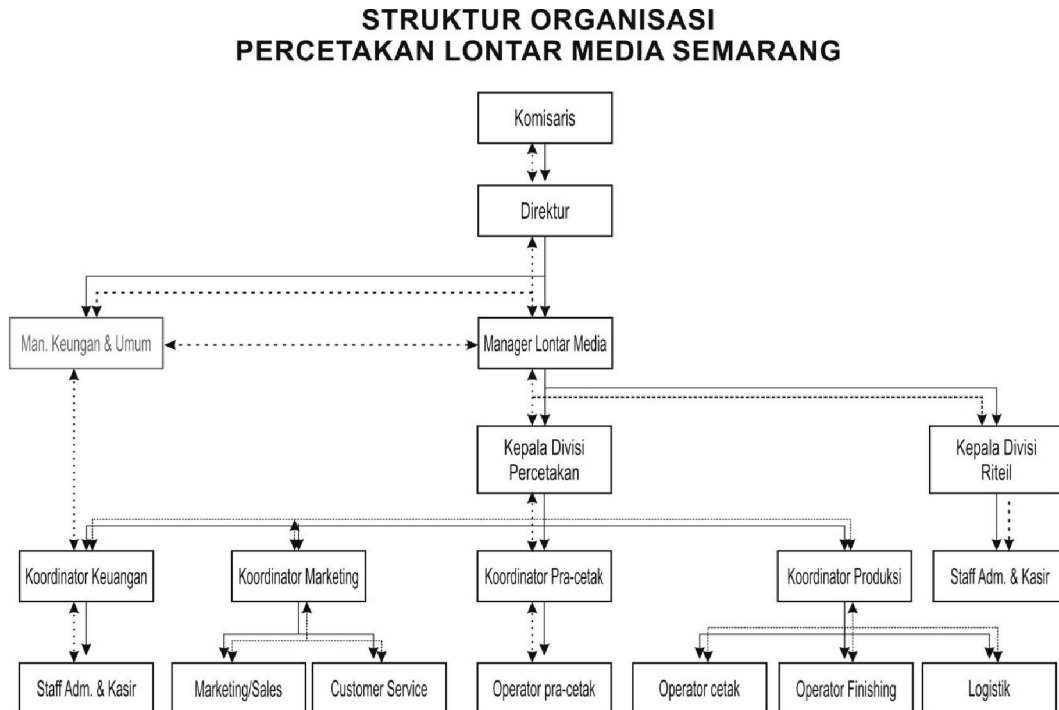 STRUKTUR ORGANISASI
PERCETAKAN LONTAR MEDIA SEMARANG
Komisaris
Direktur
Man. Keungan & Umum
Manager Lontar Media
Kepala Divisi
Percetakan
Kepala Divisi
Riteil
Koordinator Keuangan
Koordinator Marketing
Koordinator Pra-cetak
Koordinator Produksi
Staff Adm. & Kasir
Staff Adm. & Kasir
Marketing/Sales
Customer Service
Operator pra-cetak
Operator cetak
Operator Finishing
Logistik